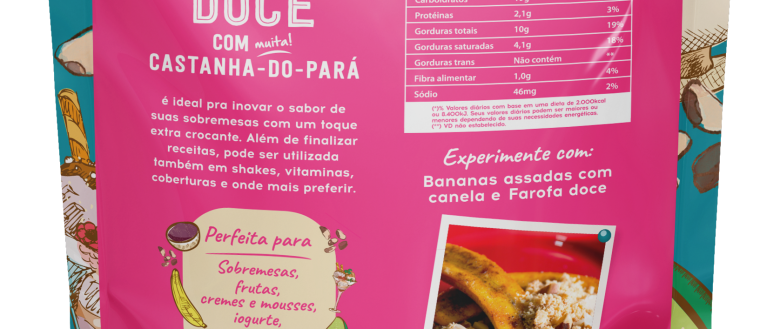 DOCE
COM muita!
CASTANHA-DO-PARÁ
é ideal pra inovar o sabor de
suas sobremesas com um toque
extra crocante. Além de finalizar
receitas, pode ser utilizada
também em shakes, vitaminas,
coberturas e onde mais preferir.
Perfeita para
Sobremesas,
frutas,
cremes e mousses,
iogurte,
Carboidratos
Proteínas 2,1g 3%
Gorduras totais 10g 19%
Gorduras saturadas 4,1g 18%
Gorduras trans Não contém **
Fibra alimentar 1,0g 4%
Sódio 46mg 2%
(*)% Valores diários com base em uma dieta de 2.000kcal
ou 8.400kJ. Seus valores diários podem ser maiores ou
menores dependendo de suas necessidades energéticas.
(**) VD não estabelecido.
Experimente com:
Bananas assadas com
canela e Farofa doce